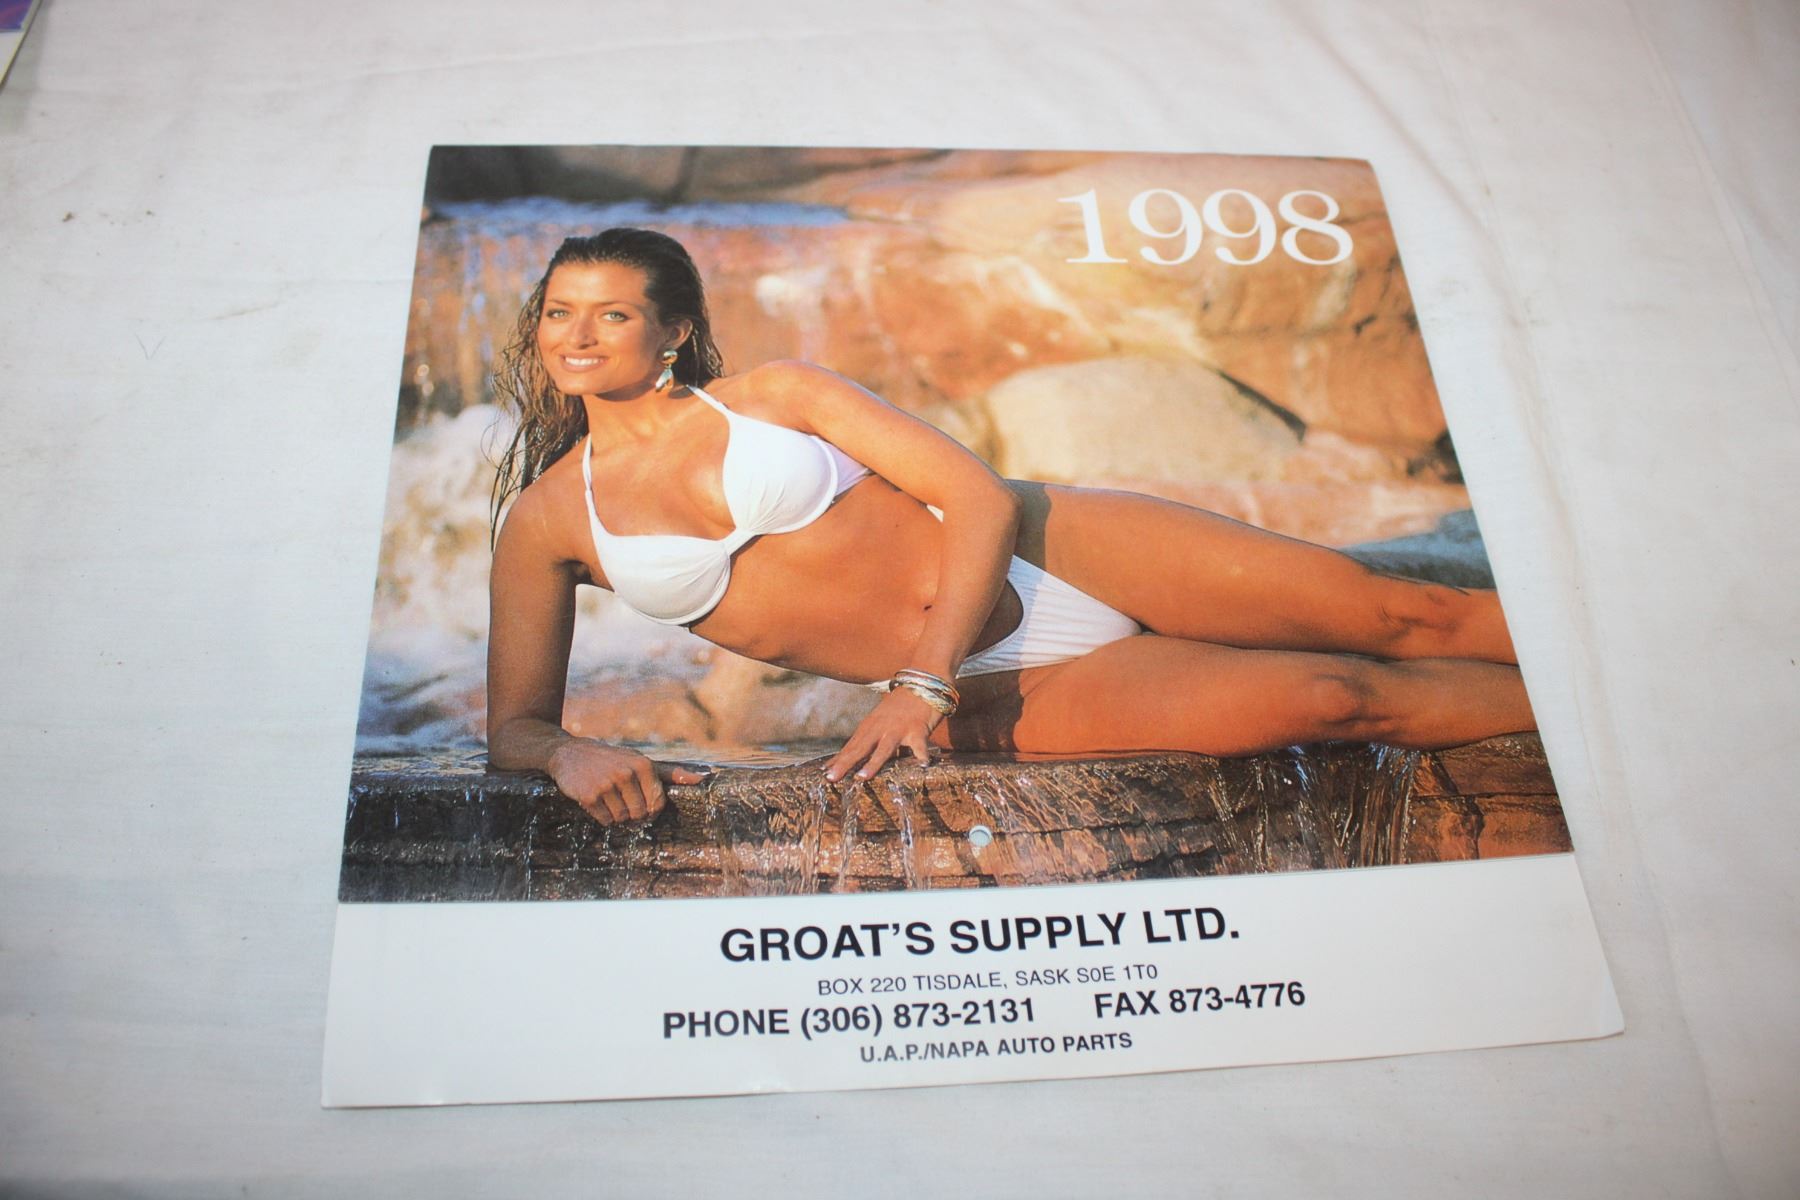 1998
GROAT'S SUPPLY LTD.
BOX 220 TISDALE, SASK S0E 1T0
PHONE (306) 873-2131 FAX 873-4776
U.A.P./NAPA AUTO PARTS